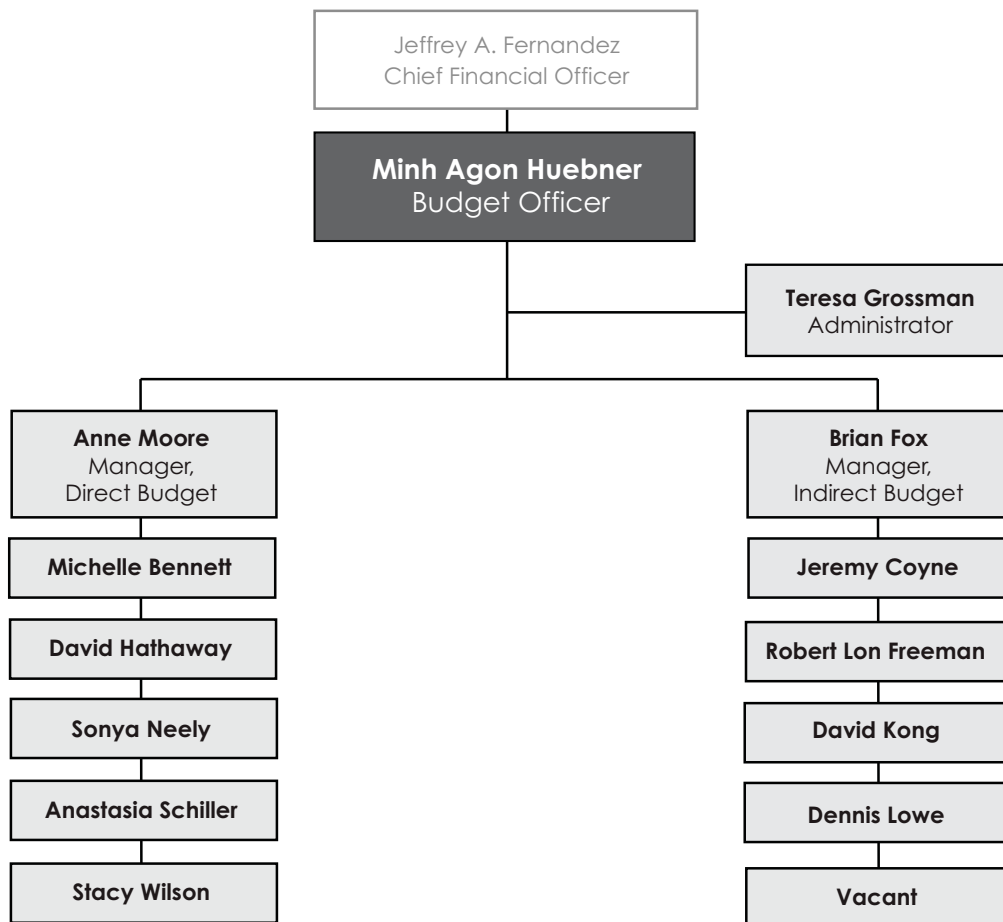 Jeffrey A. Fernandez
Chief Financial Officer
Minh Agon Huebner
Budget Officer
Teresa Grossman
Administrator
Anne Moore
Manager,
Direct Budget
Michelle Bennett
David Hathaway
Sonya Neely
Anastasia Schiller
Stacy Wilson
Brian Fox
Manager,
Indirect Budget
Jeremy Coyne
Robert Lon Freeman
David Kong
Dennis Lowe
Vacant